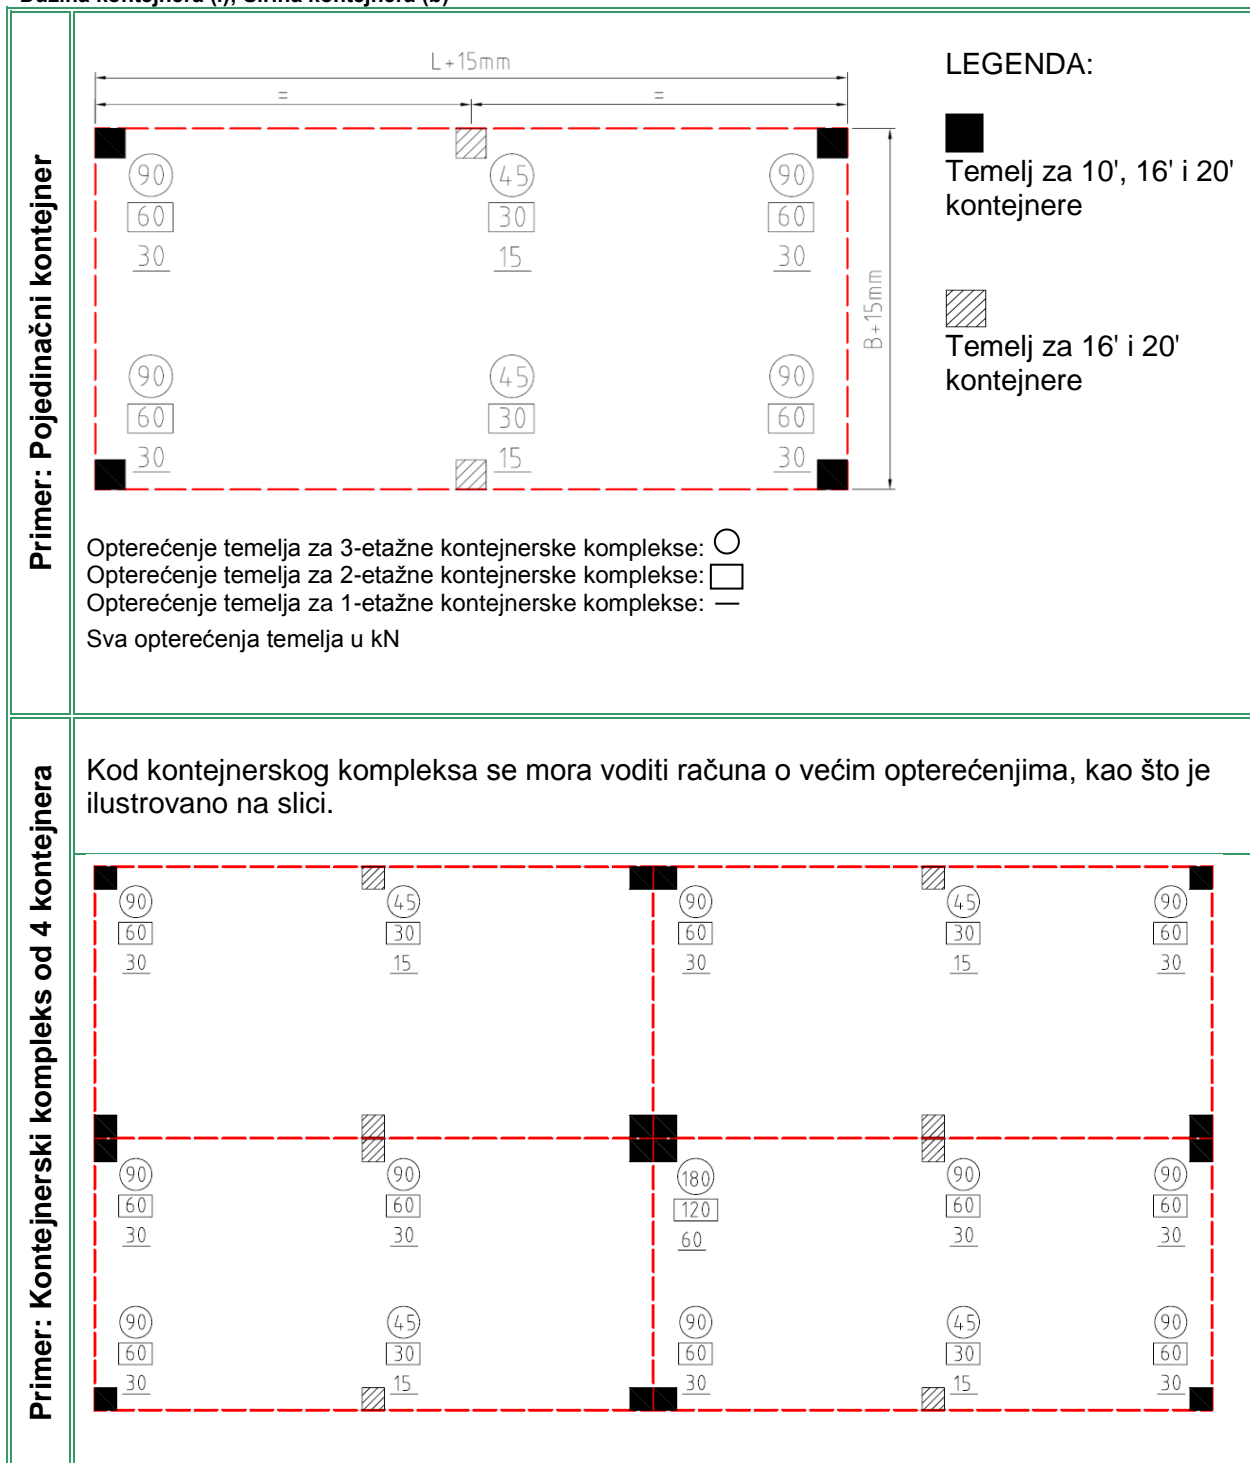 Primer: Pojedinačni kontejner
L+15mm
= =
90 45 90
60 30 60
30 15 30
B+15mm
90 45 90
60 30 60
30 15 30
LEGENDA:
Temelj za 10', 16' i 20'
kontejnere
Temelj za 16' i 20'
kontejnere
Opterećenje temelja za 3-etažne kontejnerske komplekse:
Opterećenje temelja za 2-etažne kontejnerske komplekse:
Opterećenje temelja za 1-etažne kontejnerske komplekse:
Sva opterećenja temelja u kN
Primer: Kontejnerski kompleks od 4 kontejnera
Kod kontejnerskog kompleksa se mora voditi računa o većim opterećenjima, kao što je
ilustrovano na slici.
90 45 90 45 90
60 30 60 30 60
30 15 30 15 30
90 90 180 90 90
60 60 120 60 60
30 30 60 30 30
90 45 90 45 90
60 30 60 30 60
30 15 30 15 30